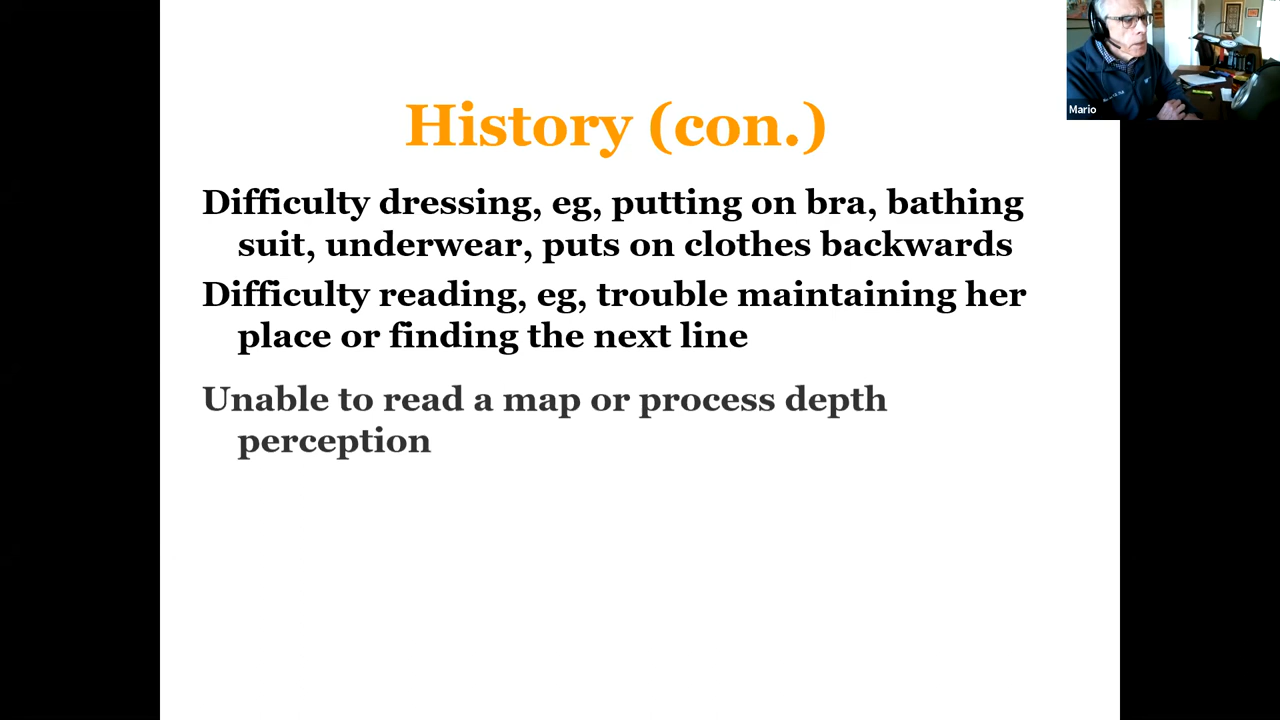 History (con.)
Difficulty dressing, eg, putting on bra, bathing
suit, underwear, puts on clothes backwards
Difficulty reading, eg, trouble maintaining her
place or finding the next line
Unable to read a map or process depth
perception
Mario